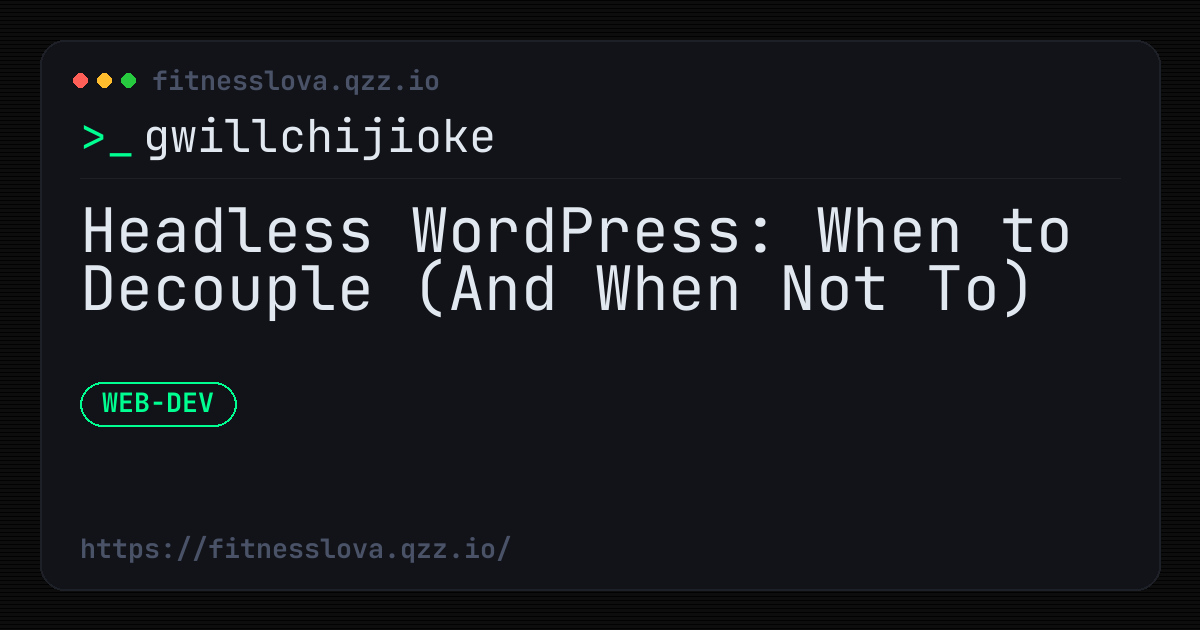 fitnesslova.qzz.io
>_ gwillchijioke
Headless WordPress: When to
Decouple (And When Not To)
WEB-DEV
https://fitnesslova.qzz.io/